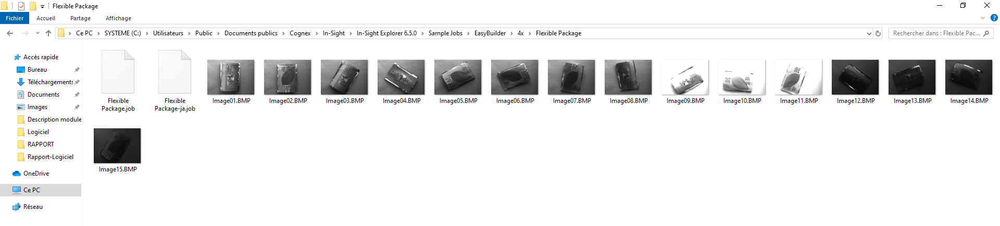 Flexible Package
Fichier Accueil Partage Affichage
Ce PC SYSTEME (C:) Utilisateurs Public Documents publics Cognex In-Sight In-Sight Explorer 6.5.0 Sample Jobs EasyBuilder 4x Flexible Package
Rechercher dans : Flexible Pac...
Accès rapide
Bureau
Téléchargements
Documents
Images
Description module
Logiciel
RAPPORT
Rapport-Logiciel
OneDrive
Ce PC
Réseau
Flexible Package.job
Flexible Package-ja.job
Image01.BMP
Image02.BMP
Image03.BMP
Image04.BMP
Image05.BMP
Image06.BMP
Image07.BMP
Image08.BMP
Image09.BMP
Image10.BMP
Image11.BMP
Image12.BMP
Image13.BMP
Image14.BMP
Image15.BMP